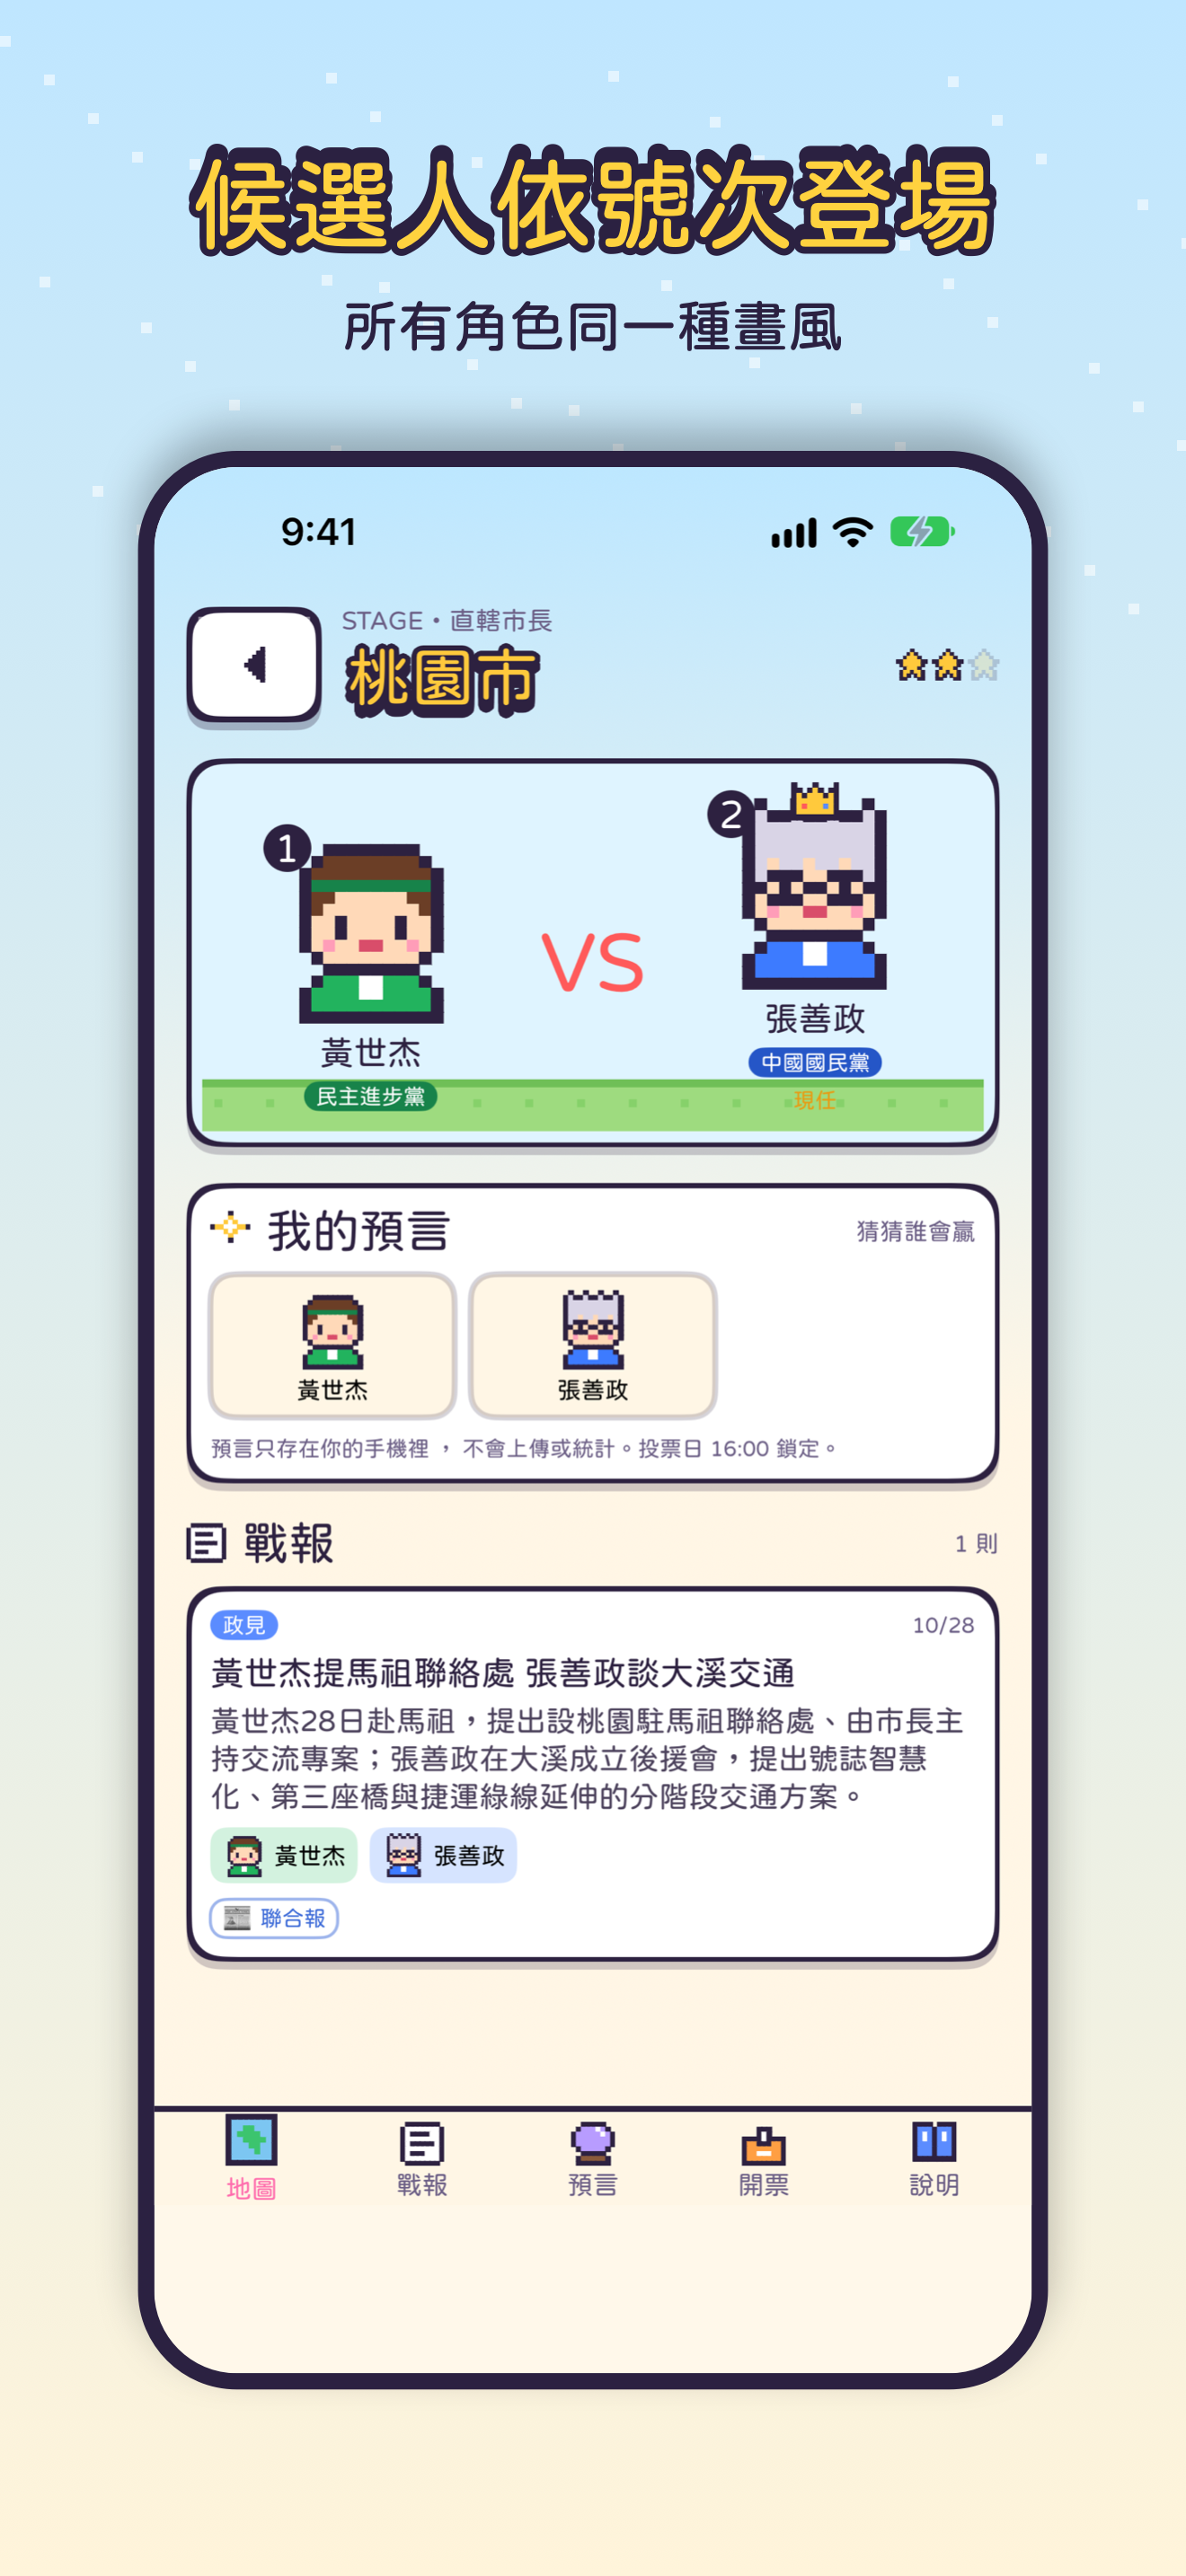 候選人依號次登場
所有角色同一種畫風
9:41
STAGE・直轄市長
桃園市
1
2
VS
黃世杰
民主進步黨
張善政
中國國民黨
現任
我的預言
猜猜誰會贏
黃世杰
張善政
預言只存在你的手機裡，不會上傳或統計。投票日 16:00 鎖定。
戰報
1 則
政見
10/28
黃世杰提馬祖聯絡處 張善政談大溪交通
黃世杰28日赴馬祖，提出設桃園駐馬祖聯絡處、由市長主
持交流專案；張善政在大溪成立後援會，提出號誌智慧
化、第三座橋與捷運綠線延伸的分階段交通方案。
黃世杰
張善政
聯合報
地圖
戰報
預言
開票
說明